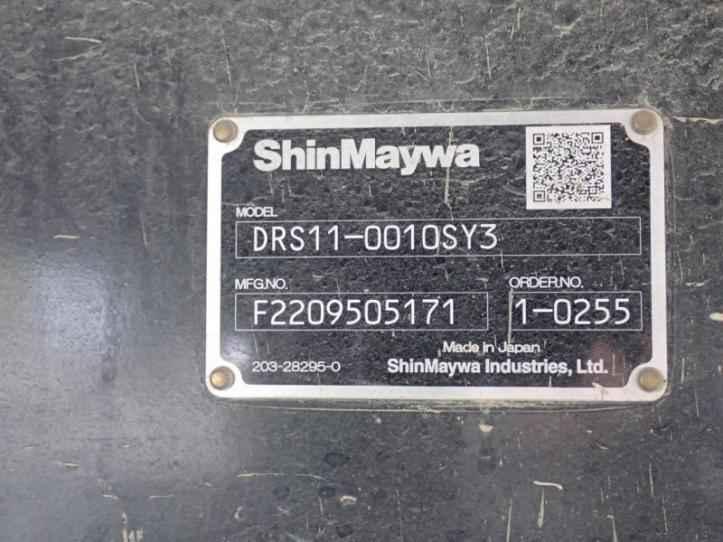 ShinMaywa
MODEL
DRS11-0010SY3
MFG.NO.
ORDER.NO.
F2209505171
1-0255
Made in Japan
203-28295-0
ShinMaywa Industries, Ltd.